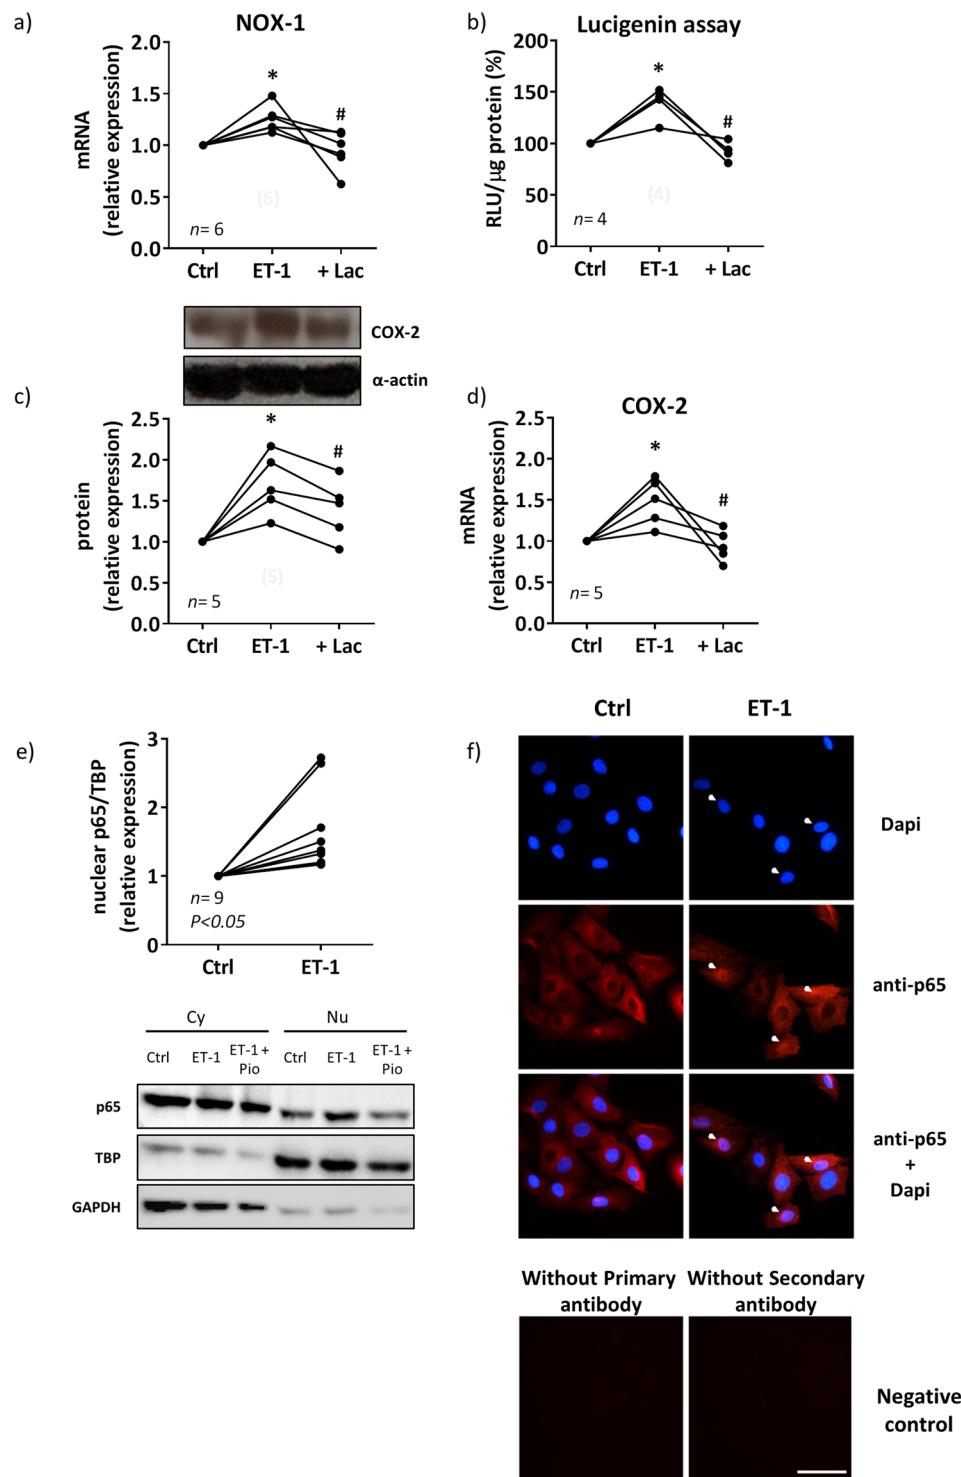 a)
NOX-1
mRNA
(relative expression)
2.0
1.5
1.0
0.5
0.0
*
#
(6)
n= 6
Ctrl
ET-1
+ Lac
b)
Lucigenin assay
RLU/µg protein (%)
200
150
100
50
0
*
#
(4)
n= 4
Ctrl
ET-1
+ Lac
COX-2
α-actin
c)
protein
(relative expression)
2.5
2.0
1.5
1.0
0.5
0.0
*
#
(5)
n= 5
Ctrl
ET-1
+ Lac
d)
COX-2
mRNA
(relative expression)
2.5
2.0
1.5
1.0
0.5
0.0
*
#
n= 5
Ctrl
ET-1
+ Lac
e)
nuclear p65/TBP
(relative expression)
3
2
1
0
n= 9
P<0.05
Ctrl
ET-1
Cy
Nu
Ctrl
ET-1
ET-1 +
Pio
Ctrl
ET-1
ET-1 +
Pio
p65
TBP
GAPDH
f)
Ctrl
ET-1
Dapi
anti-p65
anti-p65
+
Dapi
Without Primary
antibody
Without Secondary
antibody
Negative
control